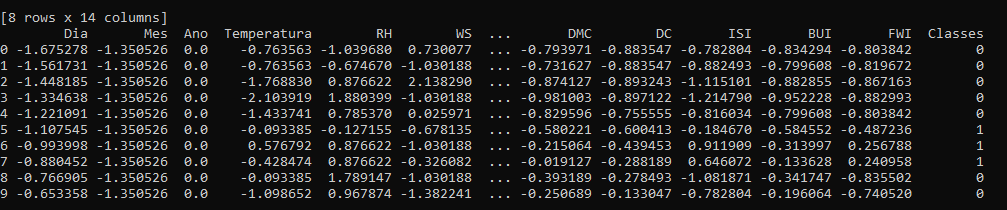 [8 rows x 14 columns]
Dia Mes Ano Temperatura RH WS ... DMC DC ISI BUI FWI Classes
0 -1.675278 -1.350526 0.0 -0.763563 -1.039680 0.730077 ... -0.793971 -0.883547 -0.782804 -0.834294 -0.803842 0
1 -1.561731 -1.350526 0.0 -0.763563 -0.674670 -1.030188 ... -0.731627 -0.883547 -0.882493 -0.799608 -0.819672 0
2 -1.448185 -1.350526 0.0 -1.768830 0.876622 2.138290 ... -0.874127 -0.893243 -1.115101 -0.882855 -0.867163 0
3 -1.334638 -1.350526 0.0 -2.103919 1.880399 -1.030188 ... -0.981003 -0.897122 -1.214790 -0.952228 -0.882993 0
4 -1.221091 -1.350526 0.0 -1.433741 0.785370 0.025971 ... -0.829596 -0.755555 -0.816034 -0.799608 -0.803842 0
5 -1.107545 -1.350526 0.0 -0.093385 -0.127155 -0.678135 ... -0.580221 -0.600413 -0.184670 -0.584552 -0.487236 1
6 -0.993998 -1.350526 0.0 0.576792 0.876622 -1.030188 ... -0.215064 -0.439453 0.911909 -0.313997 0.256788 1
7 -0.880452 -1.350526 0.0 -0.428474 0.876622 -0.326082 ... -0.019127 -0.288189 0.646072 -0.133628 0.240958 1
8 -0.766905 -1.350526 0.0 -0.093385 1.789147 -1.030188 ... -0.393189 -0.278493 -1.081871 -0.341747 -0.835502 0
9 -0.653358 -1.350526 0.0 -1.098652 0.967874 -1.382241 ... -0.250689 -0.133047 -0.782804 -0.196064 -0.740520 0